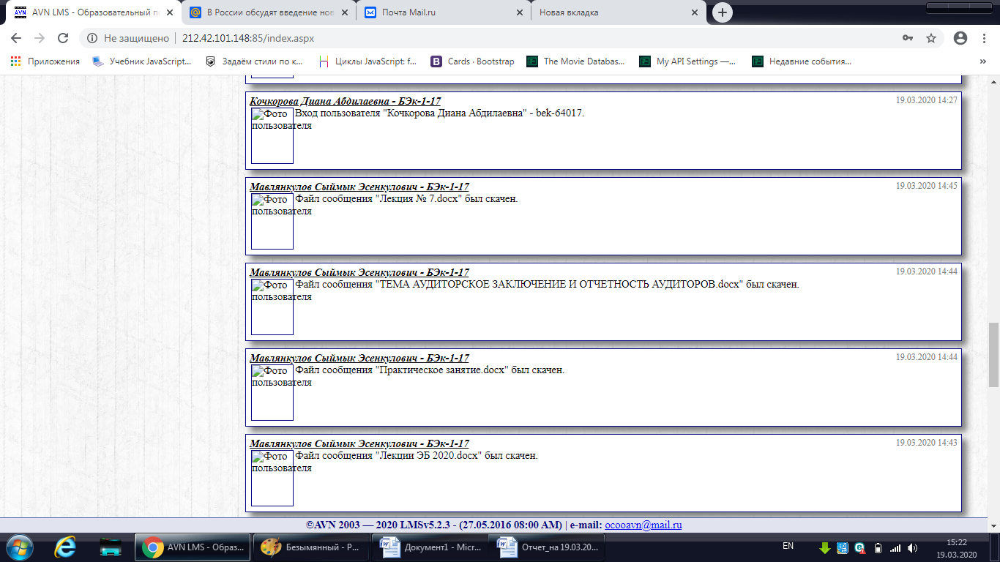 AVN LMS - Образовательный п
В России обсудят введение нов
Почта Mail.ru
Новая вкладка
Не защищено | 212.42.101.148:85/index.aspx
Приложения Учебник JavaScript... Задаём стили по к... Циклы JavaScript: f... Cards · Bootstrap The Movie Databas... My API Settings —... Недавние события... »
Кочкорова Диана Абдилаевна - БЭк-1-17 19.03.2020 14:27
Фото пользователя Вход пользователя "Кочкорова Диана Абдилаевна" - bek-64017.
Мавлянкулов Сыймык Эсенкулович - БЭк-1-17 19.03.2020 14:45
Фото пользователя Файл сообщения "Лекция № 7.docx" был скачен.
Мавлянкулов Сыймык Эсенкулович - БЭк-1-17 19.03.2020 14:44
Фото пользователя Файл сообщения "ТЕМА АУДИТОРСКОЕ ЗАКЛЮЧЕНИЕ И ОТЧЕТНОСТЬ АУДИТОРОВ.docx" был скачен.
Мавлянкулов Сыймык Эсенкулович - БЭк-1-17 19.03.2020 14:44
Фото пользователя Файл сообщения "Практическое занятие.docx" был скачен.
Мавлянкулов Сыймык Эсенкулович - БЭк-1-17 19.03.2020 14:43
Фото пользователя Файл сообщения "Лекции ЭБ 2020.docx" был скачен.
©AVN 2003 — 2020 LMSv5.2.3 - (27.05.2016 08:00 AM) | e-mail: ocooavn@mail.ru
AVN LMS - Образ... Безымянный - P... Документ1 - Micr... Отчет_на 19.03.20... EN 15:22
19.03.2020